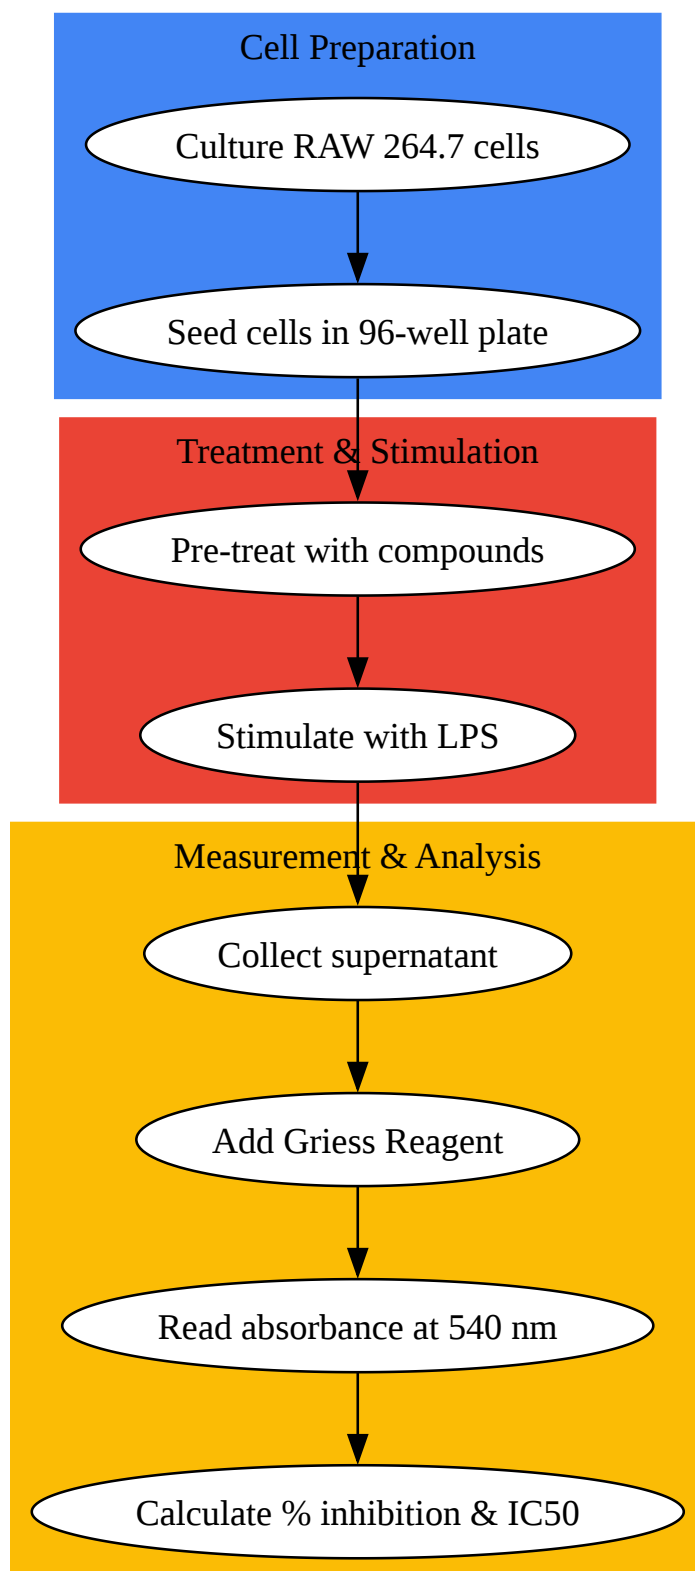 Cell Preparation
Culture RAW 264.7 cells
Seed cells in 96-well plate
Treatment & Stimulation
Pre-treat with compounds
Stimulate with LPS
Measurement & Analysis
Collect supernatant
Add Griess Reagent
Read absorbance at 540 nm
Calculate % inhibition & IC50